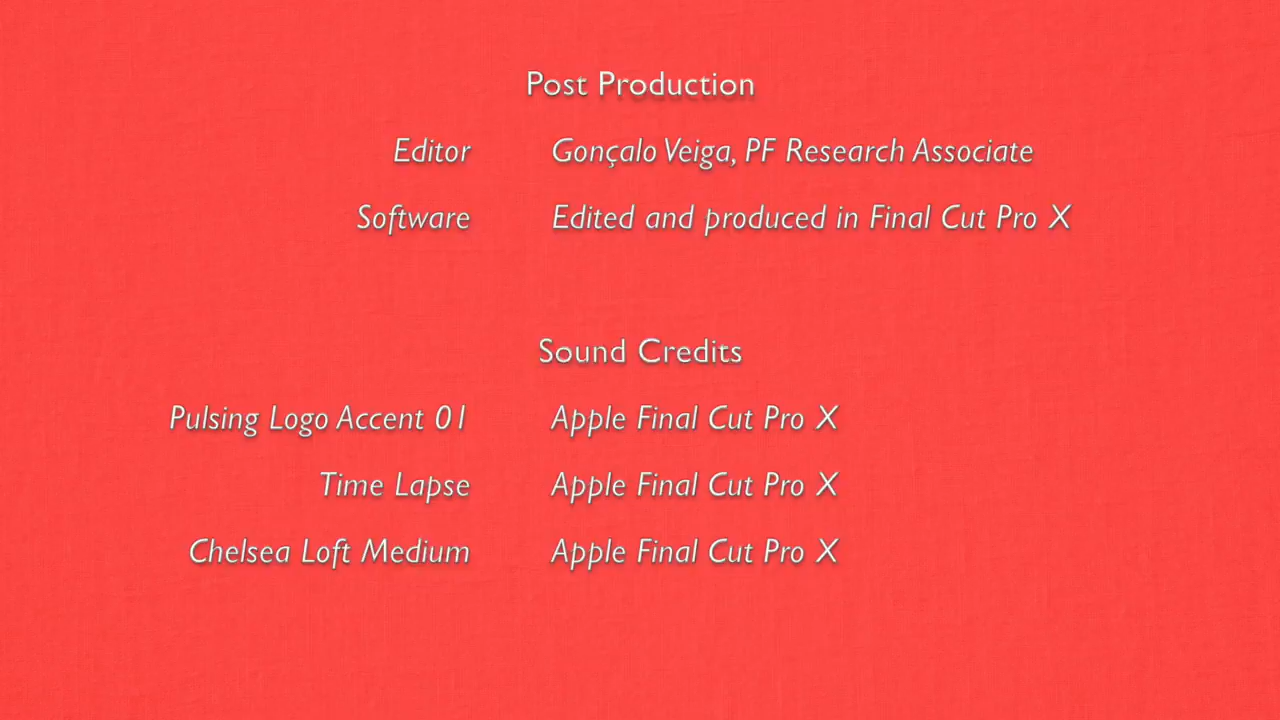 Post Production
Editor Gonçalo Veiga, PF Research Associate
Software Edited and produced in Final Cut Pro X
Sound Credits
Pulsing Logo Accent 01 Apple Final Cut Pro X
Time Lapse Apple Final Cut Pro X
Chelsea Loft Medium Apple Final Cut Pro X